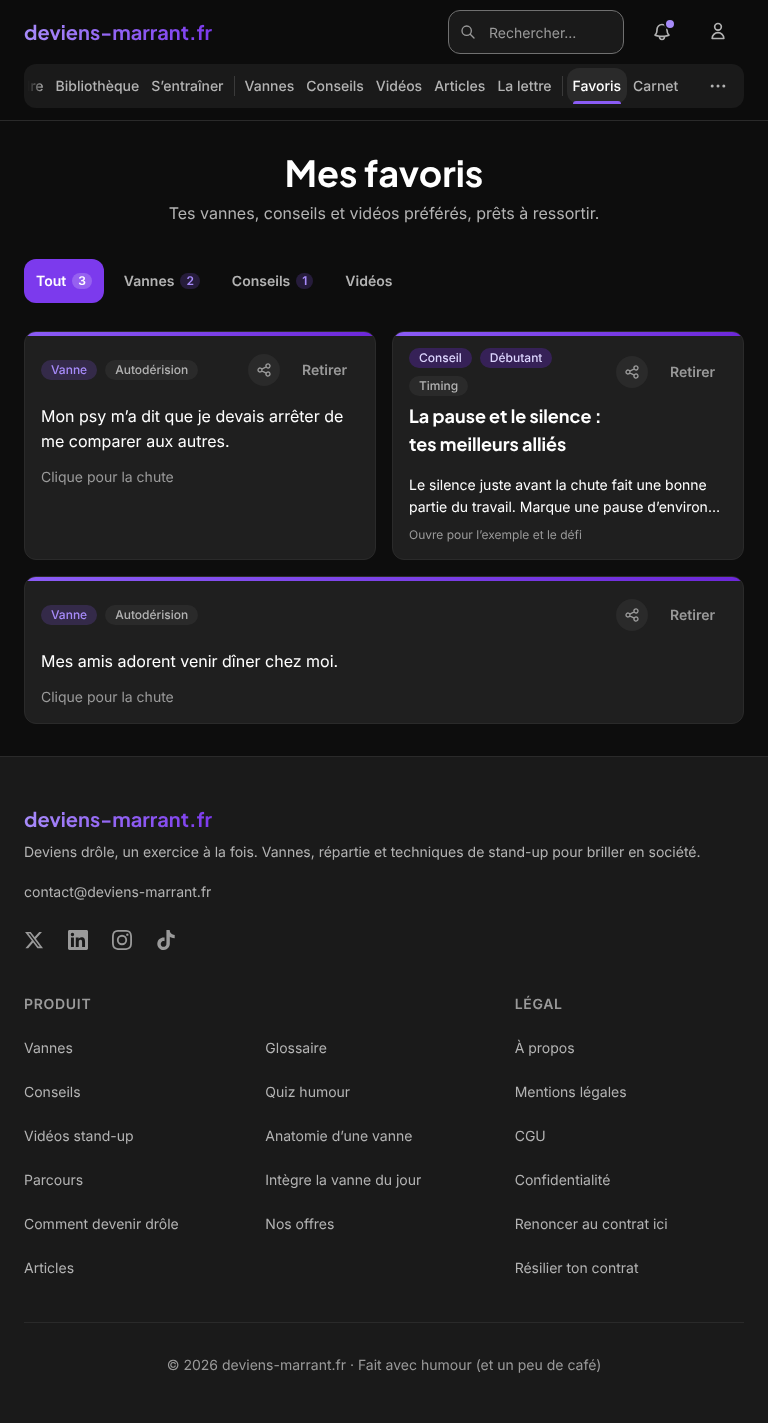 deviens-marrant.fr
Rechercher...
re Bibliothèque S’entraîner Vannes Conseils Vidéos Articles La lettre Favoris Carnet
Mes favoris
Tes vannes, conseils et vidéos préférés, prêts à ressortir.
Tout 3 Vannes 2 Conseils 1 Vidéos
Vanne Autodérision Retirer
Mon psy m’a dit que je devais arrêter de
me comparer aux autres.
Clique pour la chute
Conseil Débutant
Timing
Retirer
La pause et le silence :
tes meilleurs alliés
Le silence juste avant la chute fait une bonne
partie du travail. Marque une pause d’environ...
Ouvre pour l’exemple et le défi
Vanne Autodérision Retirer
Mes amis adorent venir dîner chez moi.
Clique pour la chute
deviens-marrant.fr
Deviens drôle, un exercice à la fois. Vannes, répartie et techniques de stand-up pour briller en société.
contact@deviens-marrant.fr
PRODUIT
Vannes
Conseils
Vidéos stand-up
Parcours
Comment devenir drôle
Articles
Glossaire
Quiz humour
Anatomie d’une vanne
Intègre la vanne du jour
Nos offres
LÉGAL
À propos
Mentions légales
CGU
Confidentialité
Renoncer au contrat ici
Résilier ton contrat
© 2026 deviens-marrant.fr · Fait avec humour (et un peu de café)